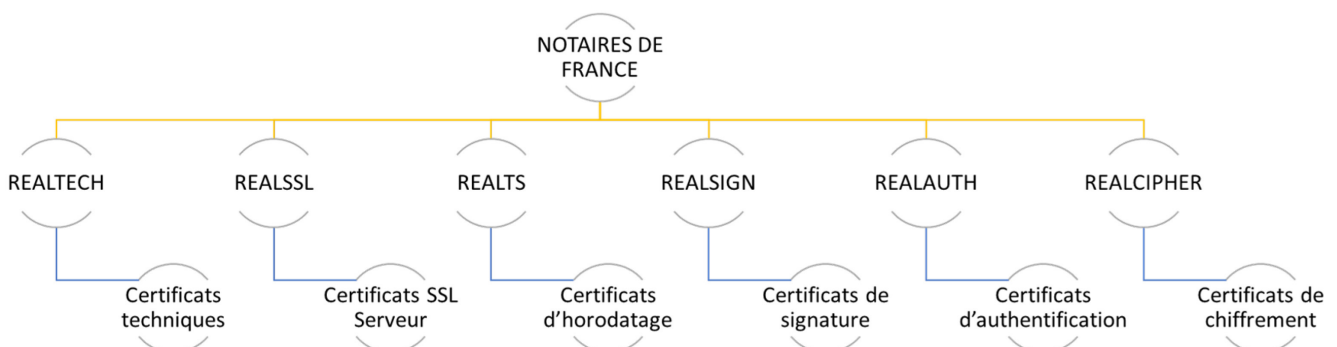 NOTAIRES DE
FRANCE
REALTECH
REALSSL
REALTS
REALSIGN
REALAUTH
REALCIPHER
Certificats
techniques
Certificats SSL
Serveur
Certificats
d'horodatage
Certificats de
signature
Certificats
d'authentification
Certificats de
chiffrement